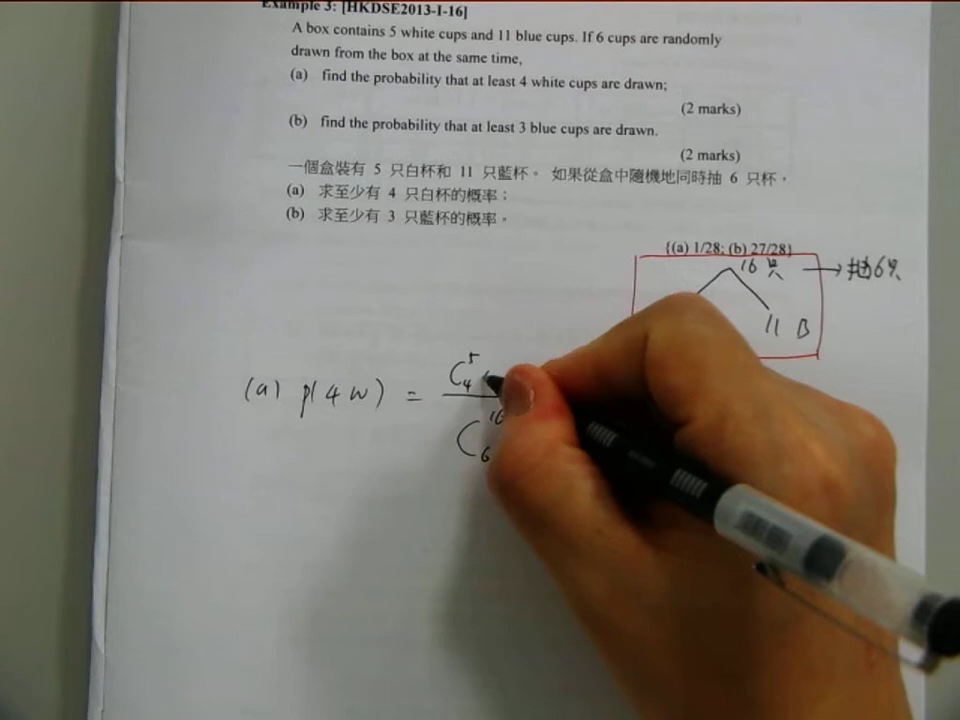 Example 3: [HKDSE2013-I-16]
A box contains 5 white cups and 11 blue cups. If 6 cups are randomly
drawn from the box at the same time,
(a) find the probability that at least 4 white cups are drawn;
(2 marks)
(b) find the probability that at least 3 blue cups are drawn.
(2 marks)
一個盒裝有 5 只白杯和 11 只藍杯。 如果從盒中隨機地同時抽 6 只杯，
(a) 求至少有 4 只白杯的概率；
(b) 求至少有 3 只藍杯的概率。
{(a) 1/28; (b) 27/28}
16 只 → 抽6只
11 B
(a) p(4W) = C 5 4
C 16 6